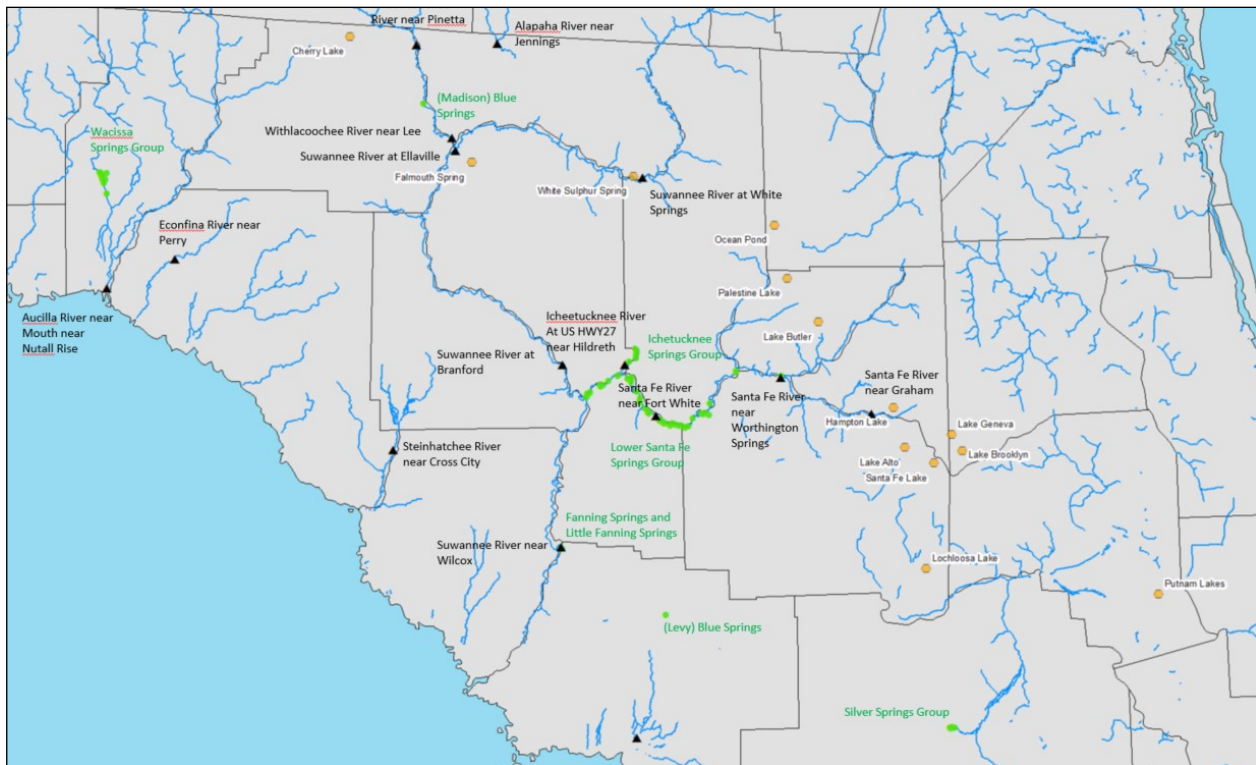 River near Pinetta
Alapaha River near
Jennings
Cherry Lake
(Madison) Blue
Springs
Wacissa
Springs Group
Withlacoochee River near Lee
Suwannee River at Ellaville
Falmouth Spring
White Sulphur Spring
Suwannee River at White
Springs
Econfina River near
Perry
Ocean Pond
Palestine Lake
Aucilla River near
Mouth near
Nutall Rise
Icheetucknee River
At US HWY27
near Hildreth
Ichetucknee
Springs Group
Lake Butler
Suwannee River at
Branford
Santa Fe River
near Fort White
Santa Fe River
near
Worthington
Springs
Santa Fe River
near Graham
Hampton Lake
Lake Geneva
Lake Brooklyn
Lake Alto
Santa Fe Lake
Steinhatchee River
near Cross City
Lower Santa Fe
Springs Group
Fanning Springs and
Little Fanning Springs
Suwannee River near
Wilcox
Lochloosa Lake
Putnam Lakes
(Levy) Blue Springs
Silver Springs Group